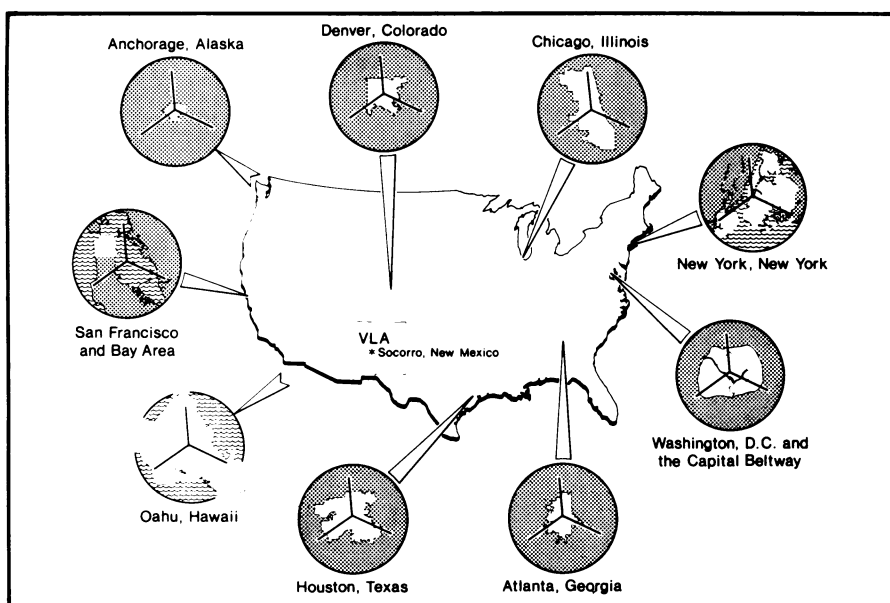 Anchorage, Alaska
Denver, Colorado
Chicago, Illinois
New York, New York
San Francisco
and Bay Area
VLA
* Socorro, New Mexico
Washington, D.C. and
the Capital Beltway
Oahu, Hawaii
Houston, Texas
Atlanta, Georgia